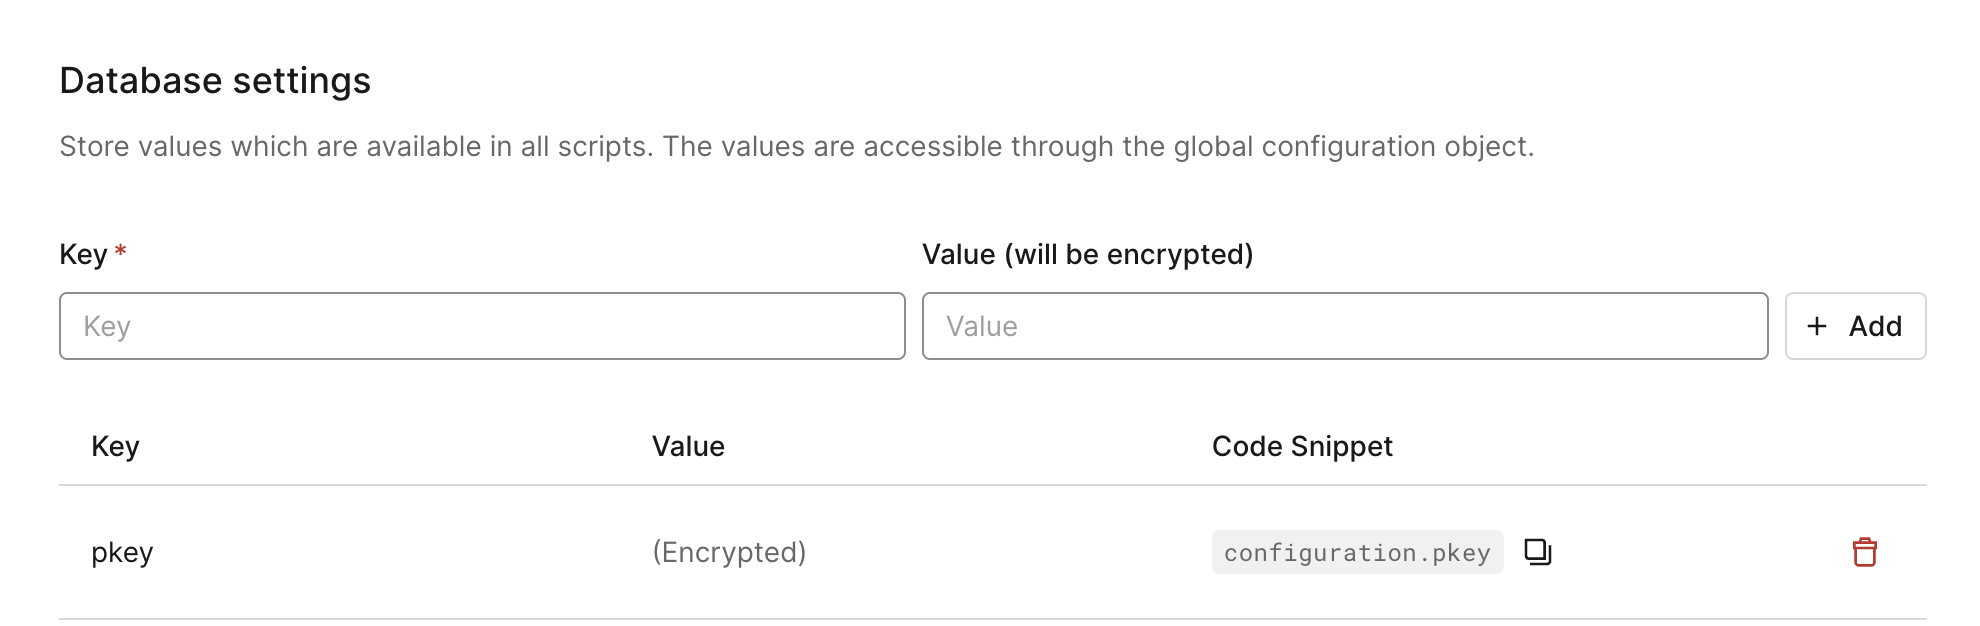 Database settings
Store values which are available in all scripts. The values are accessible through the global configuration object.
Key *
Value (will be encrypted)
Key
Value
+ Add
Key
Value
Code Snippet
pkey
(Encrypted)
configuration.pkey